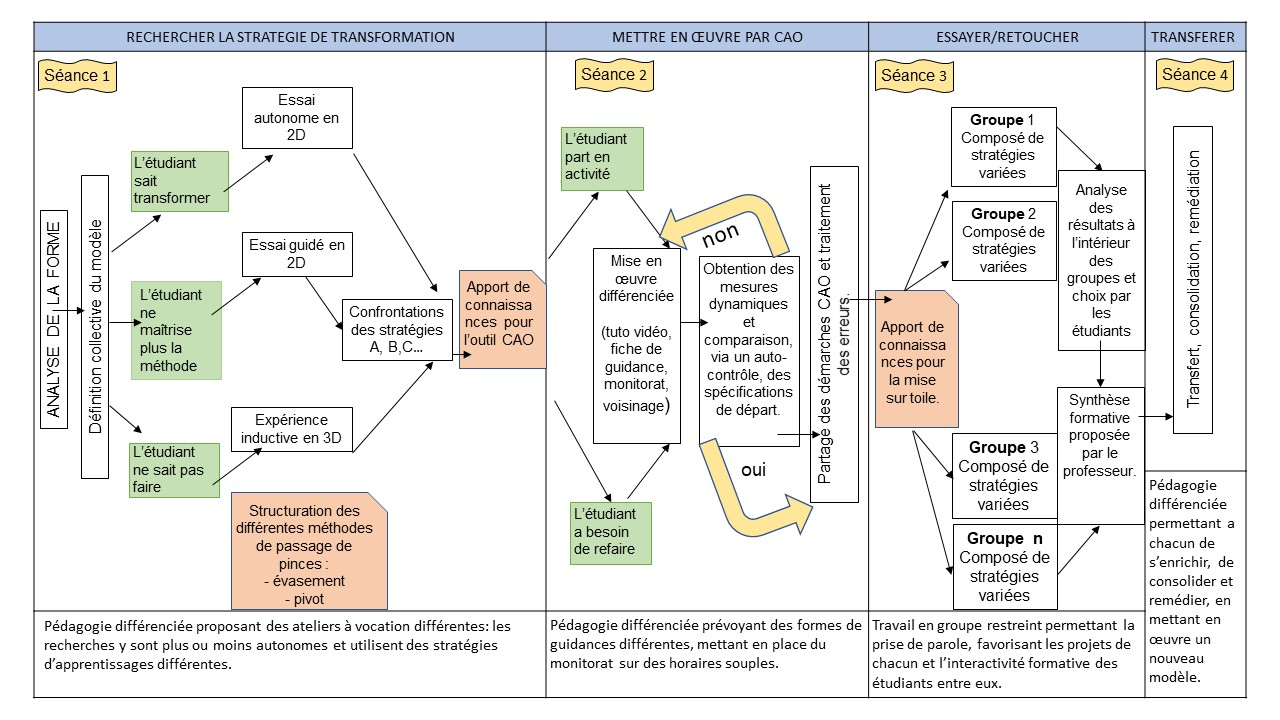 RECHERCHER LA STRATEGIE DE TRANSFORMATION
METTRE EN ŒUVRE PAR CAO
ESSAYER/RETOUCHER
TRANSFERER
Séance 1
ANALYSE DE LA FORME
Définition collective du modèle
L’étudiant
sait
transformer
L’étudiant
ne
maîtrise
plus la
méthode
L’étudiant
ne sait pas
faire
Essai
autonome en
2D
Essai guidé en
2D
Expérience
inductive en 3D
Confrontations
des stratégies
A, B,C...
Apport de
connaissa
nces pour
l’outil CAO
Structuration des
différentes méthodes
de passage de
pinces :
- évasement
- pivot
Séance 2
L’étudiant
part en
activité
Mise en
œuvre
différenciée
(tuto vidéo,
fiche de
guidance,
monitorat,
voisinage)
L’étudiant
a besoin
de refaire
non
Obtention des
mesures
dynamiques
et
comparaison,
via un auto-
contrôle, des
spécifications
de départ.
oui
Partage des démarches CAO et traitement
des erreurs.
Séance 3
Apport de
connaissa
nces pour
la mise
sur toile.
Groupe 1
Composé de
stratégies
variées
Groupe 2
Composé de
stratégies
variées
Groupe 3
Composé de
stratégies
variées
Groupe n
Composé de
stratégies
variées
Analyse
des
résultats à
l’intérieur
des
groupes et
choix par
les
étudiants
Synthèse
formative
proposée
par le
professeur.
Séance 4
Transfert, consolidation, remédiation
Pédagogie différenciée proposant des ateliers à vocation différentes: les
recherches y sont plus ou moins autonomes et utilisent des stratégies
d’apprentissages différentes.
Pédagogie différenciée prévoyant des formes de
guidances différentes, mettant en place du
monitorat sur des horaires souples.
Travail en groupe restreint permettant la
prise de parole, favorisant les projets de
chacun et l’interactivité formative des
étudiants entre eux.
Pédagogie
différenciée
permettant a
chacun de
s’enrichir, de
consolider et
remédier, en
mettant en
œuvre un
nouveau
modèle.